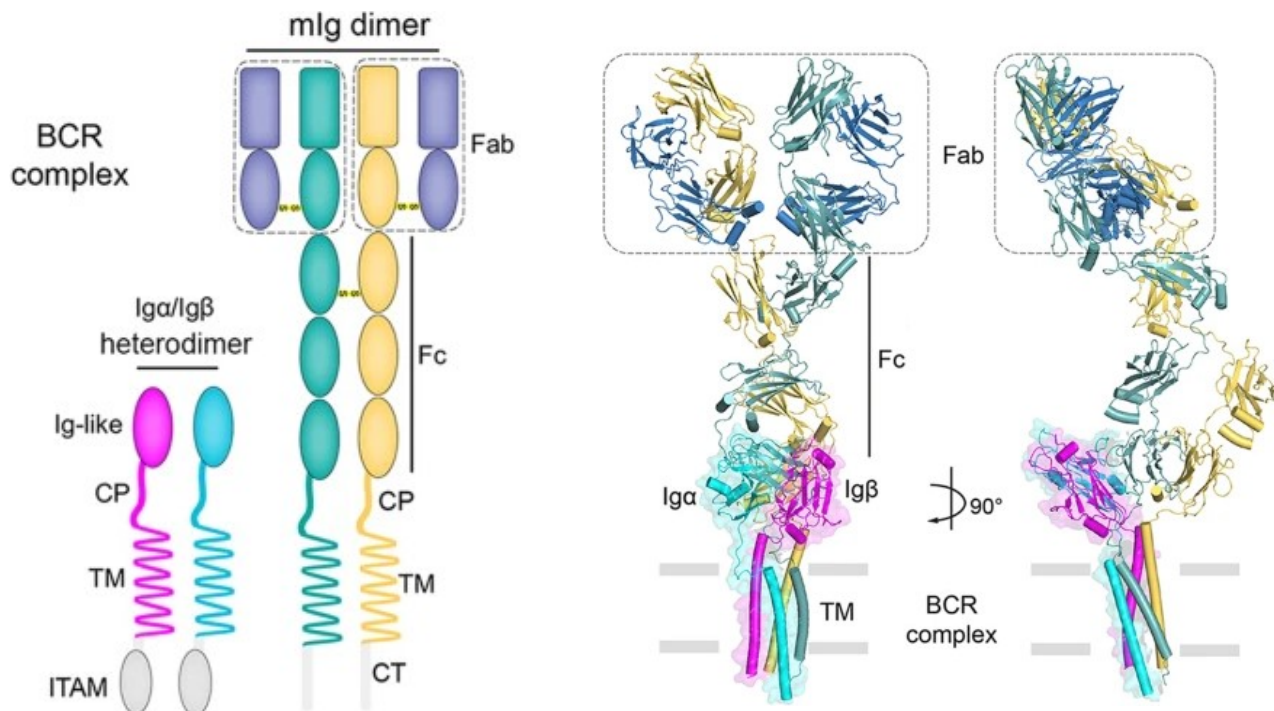 mIg dimer
BCR
complex
Fab
Igα/Igβ
heterodimer
Fc
Ig-like
CP
CP
TM
TM
ITAM
CT
Fab
Fc
Igα
Igβ
90°
TM
BCR
complex